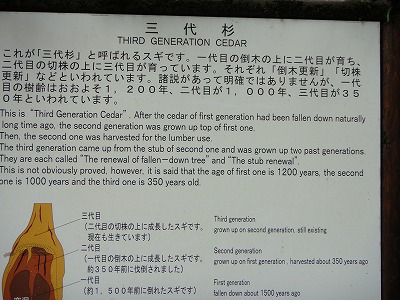 三代杉
THIRD GENERATION CEDAR
これが「三代杉」と呼ばれるスギです。一代目の倒木の上に二代目が育ち、
二代目の切株の上に三代目が育っています。それぞれ「倒木更新」「切株
更新」などといわれています。諸説があって明確ではありませんが、一代
目の樹齢はおおよそ1,200年、二代目が1,000年、三代目が35
0年といわれています。
This is "Third Generation Cedar". After the cedar of first generation had been fallen down naturally
long time ago, the second generation was grown up top of first one.
Then, the second one was harvested for the lumber use.
The third generation came up from the stub of second one and was grown up two past generations.
They are each called "The renewal of fallen-down tree" and "The stub renewal".
This is not obviously proved, however, it is said that the age of first one is 1200 years, the second
one is 1000 years and the third one is 350 years old.
三代目
(二代目の切株の上に成長したスギです。
現在も生きています)
Third generation
grown up on second generation, still existing
二代目
(一代目の倒木の上に成長したスギです。
約350年前に伐倒されました)
Second generation
grown up on first generation, harvested about 350 years ago
一代目
(約1,500年前に倒れたスギです)
First generation
fallen down about 1500 years ago
空洞